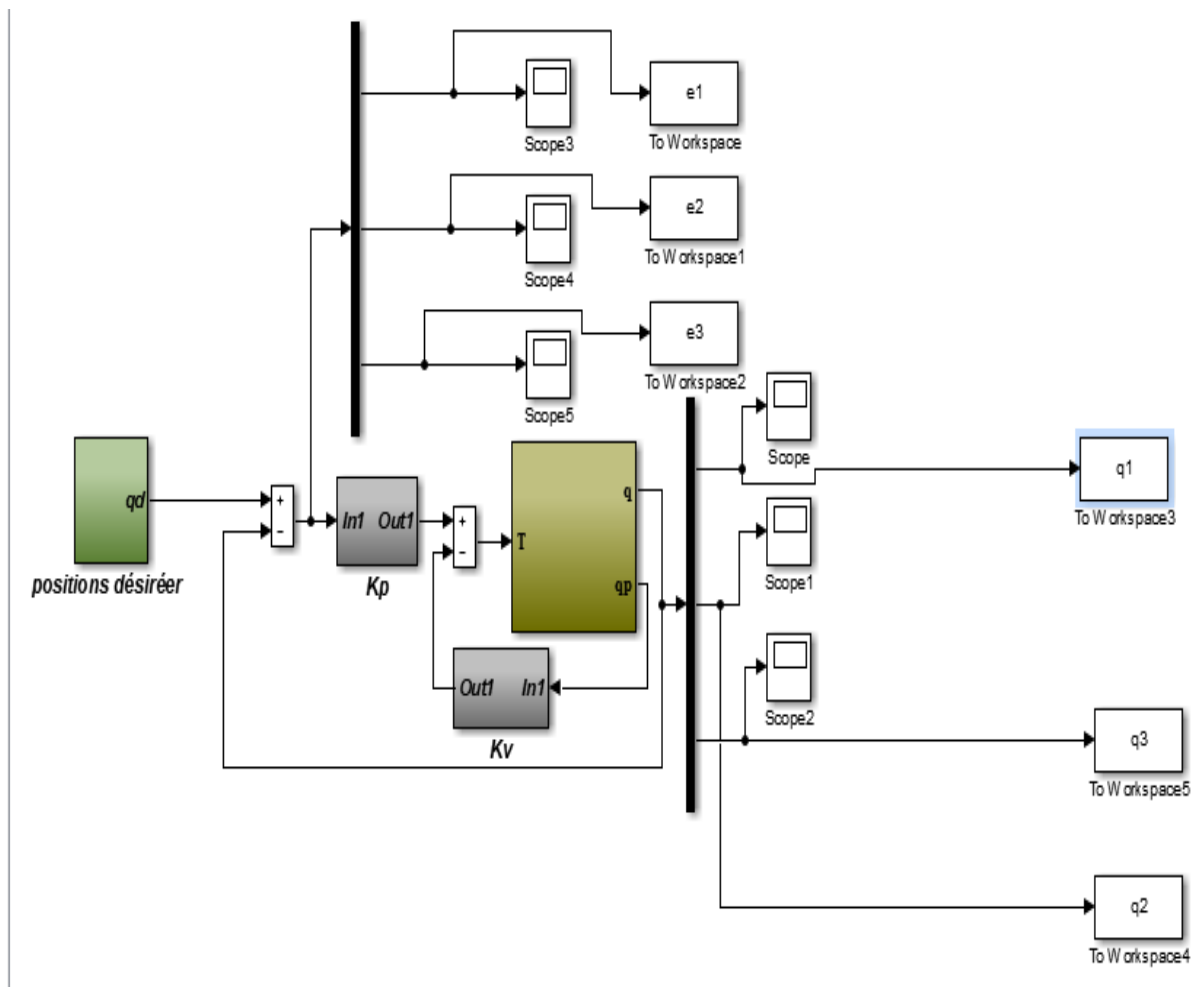 e1
Scope3
To Workspace
e2
Scope4
To Workspace1
e3
Scope5
To Workspace2
qd
positions désiréer
+
−
In1 Out1
Kp
+
−
T
q
qp
Out1 In1
Kv
Scope
q1
To Workspace3
Scope1
Scope2
q3
To Workspace5
q2
To Workspace4